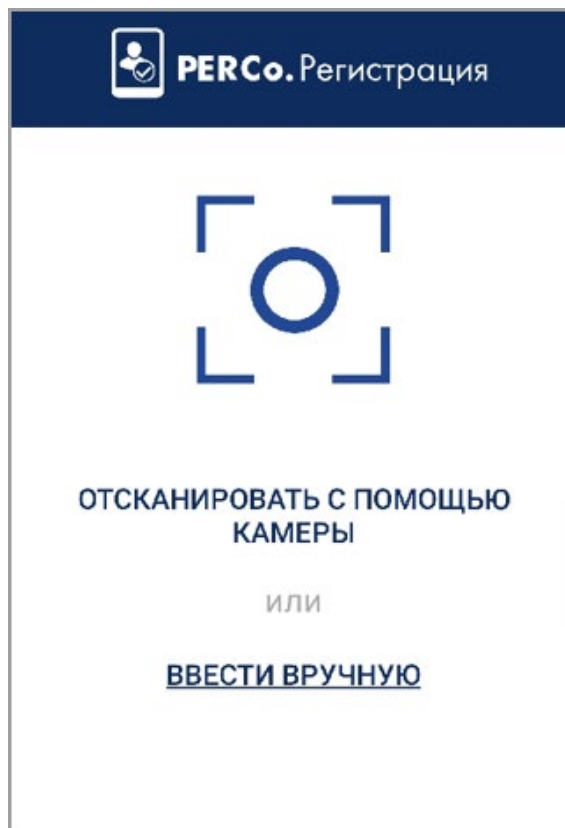 PERCo.Регистрация
ОТСКАНИРОВАТЬ С ПОМОЩЬЮ
КАМЕРЫ
или
ВВЕСТИ ВРУЧНУЮ